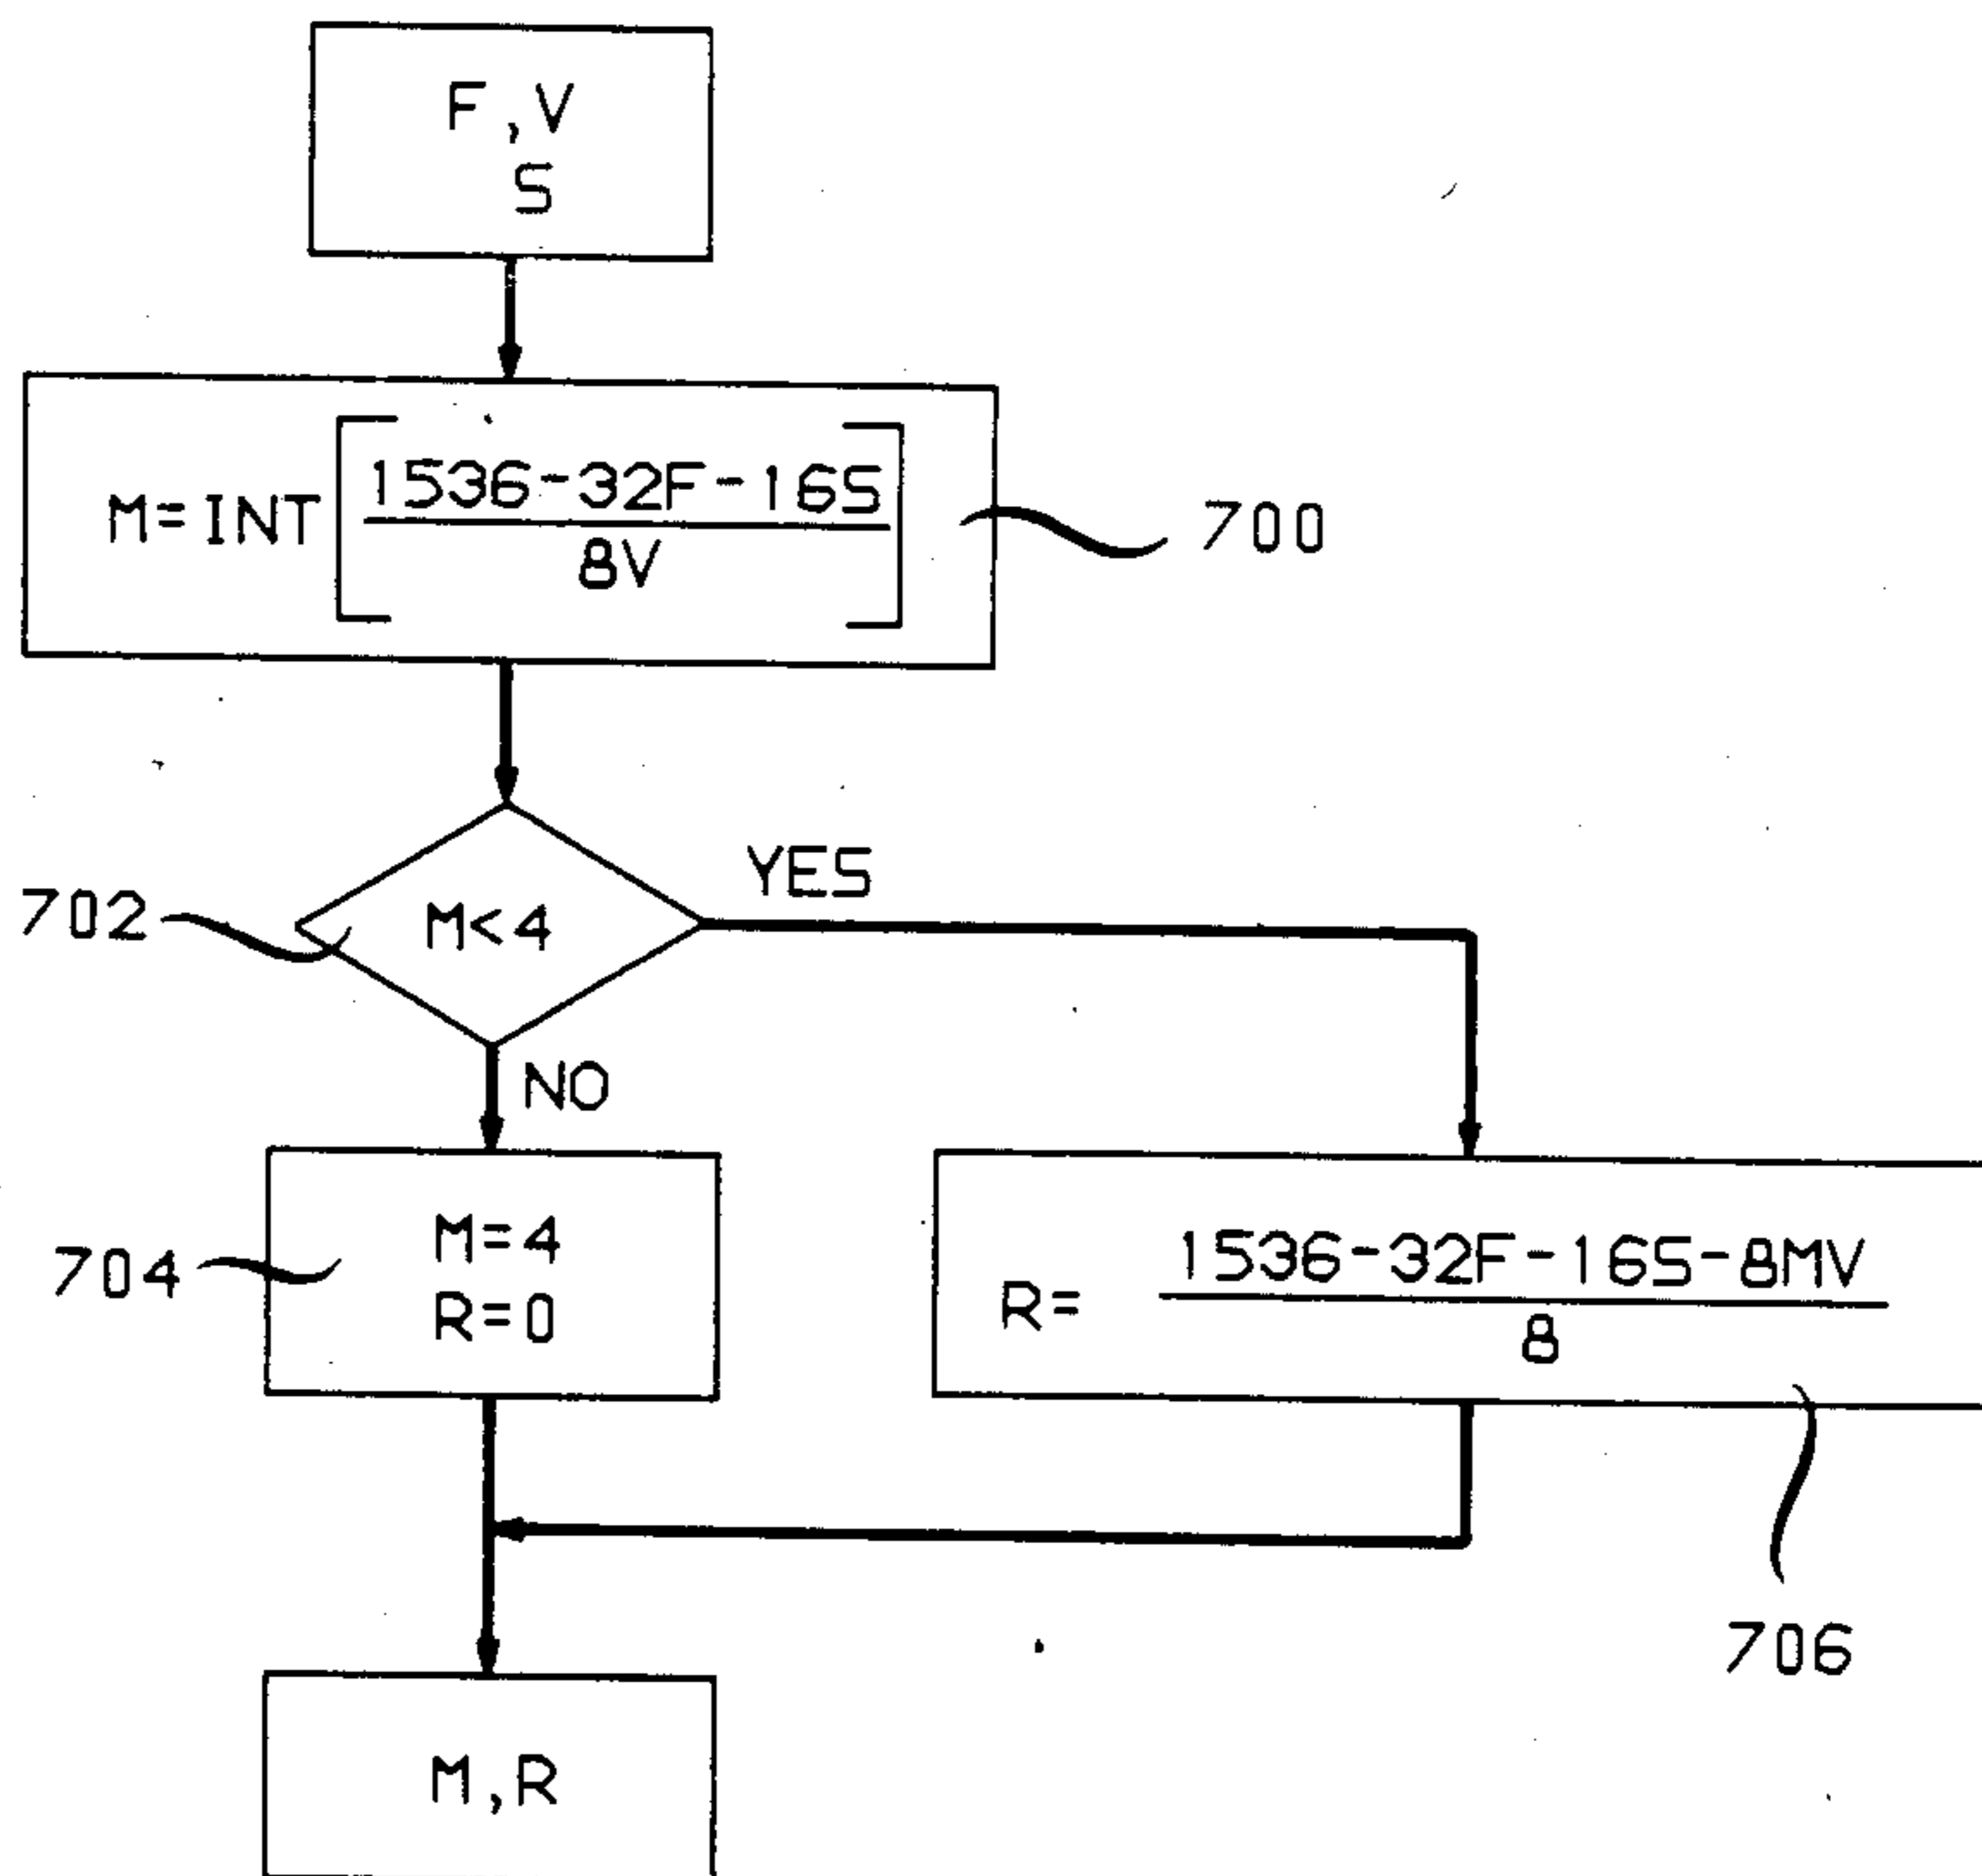 F,V
S
M=INT[1536-32F-16S
8V]
700
702
M<4
YES
NO
704
M=4
R=0
R=
1536-32F-16S-8MV
8
706
M,R